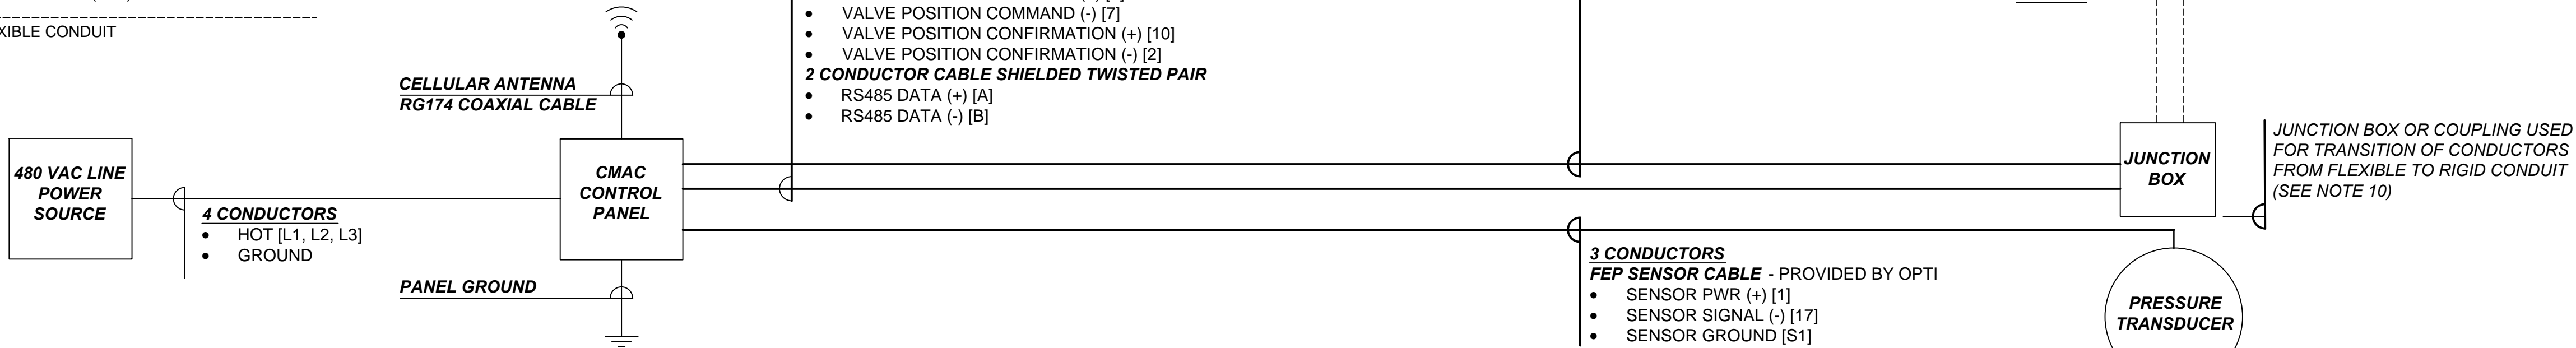 XIBLE CONDUIT
VALVE POSITION COMMAND (-) [7]
VALVE POSITION CONFIRMATION (+) [10]
VALVE POSITION CONFIRMATION (-) [2]
2 CONDUCTOR CABLE SHIELDED TWISTED PAIR
RS485 DATA (+) [A]
RS485 DATA (-) [B]
CELLULAR ANTENNA
RG174 COAXIAL CABLE
480 VAC LINE
POWER
SOURCE
4 CONDUCTORS
HOT [L1, L2, L3]
GROUND
CMAC
CONTROL
PANEL
PANEL GROUND
JUNCTION
BOX
JUNCTION BOX OR COUPLING USED
FOR TRANSITION OF CONDUCTORS
FROM FLEXIBLE TO RIGID CONDUIT
(SEE NOTE 10)
3 CONDUCTORS
FEP SENSOR CABLE - PROVIDED BY OPTI
SENSOR PWR (+) [1]
SENSOR SIGNAL (-) [17]
SENSOR GROUND [S1]
PRESSURE
TRANSDUCER